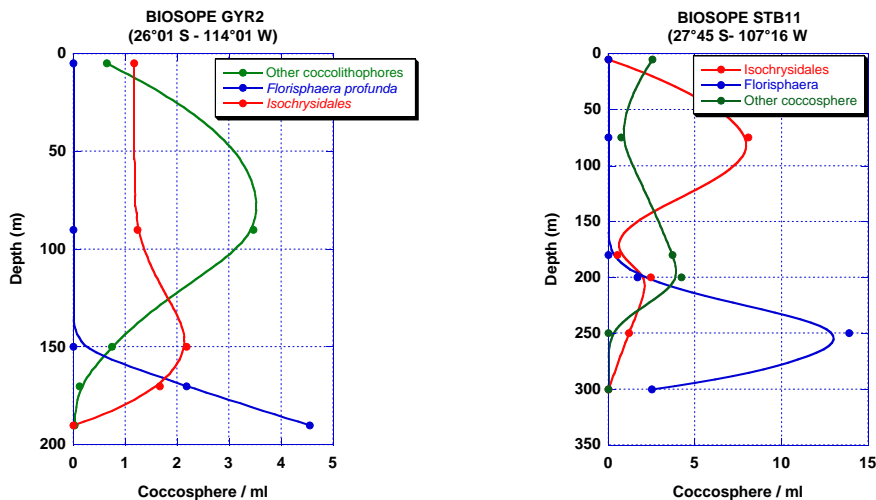 BIOSOPE GYR2
(26°01 S - 114°01 W)
0
50
100
150
200
Depth (m)
Other coccolithophores
Florisphaera profunda
Isochrysidales
0 1 2 3 4 5
Coccosphere / ml
BIOSOPE STB11
(27°45 S- 107°16 W
0
50
100
150
200
250
300
350
Depth (m)
Isochrysidales
Florisphaera
Other coccosphere
0 5 10 15
Coccosphere / ml